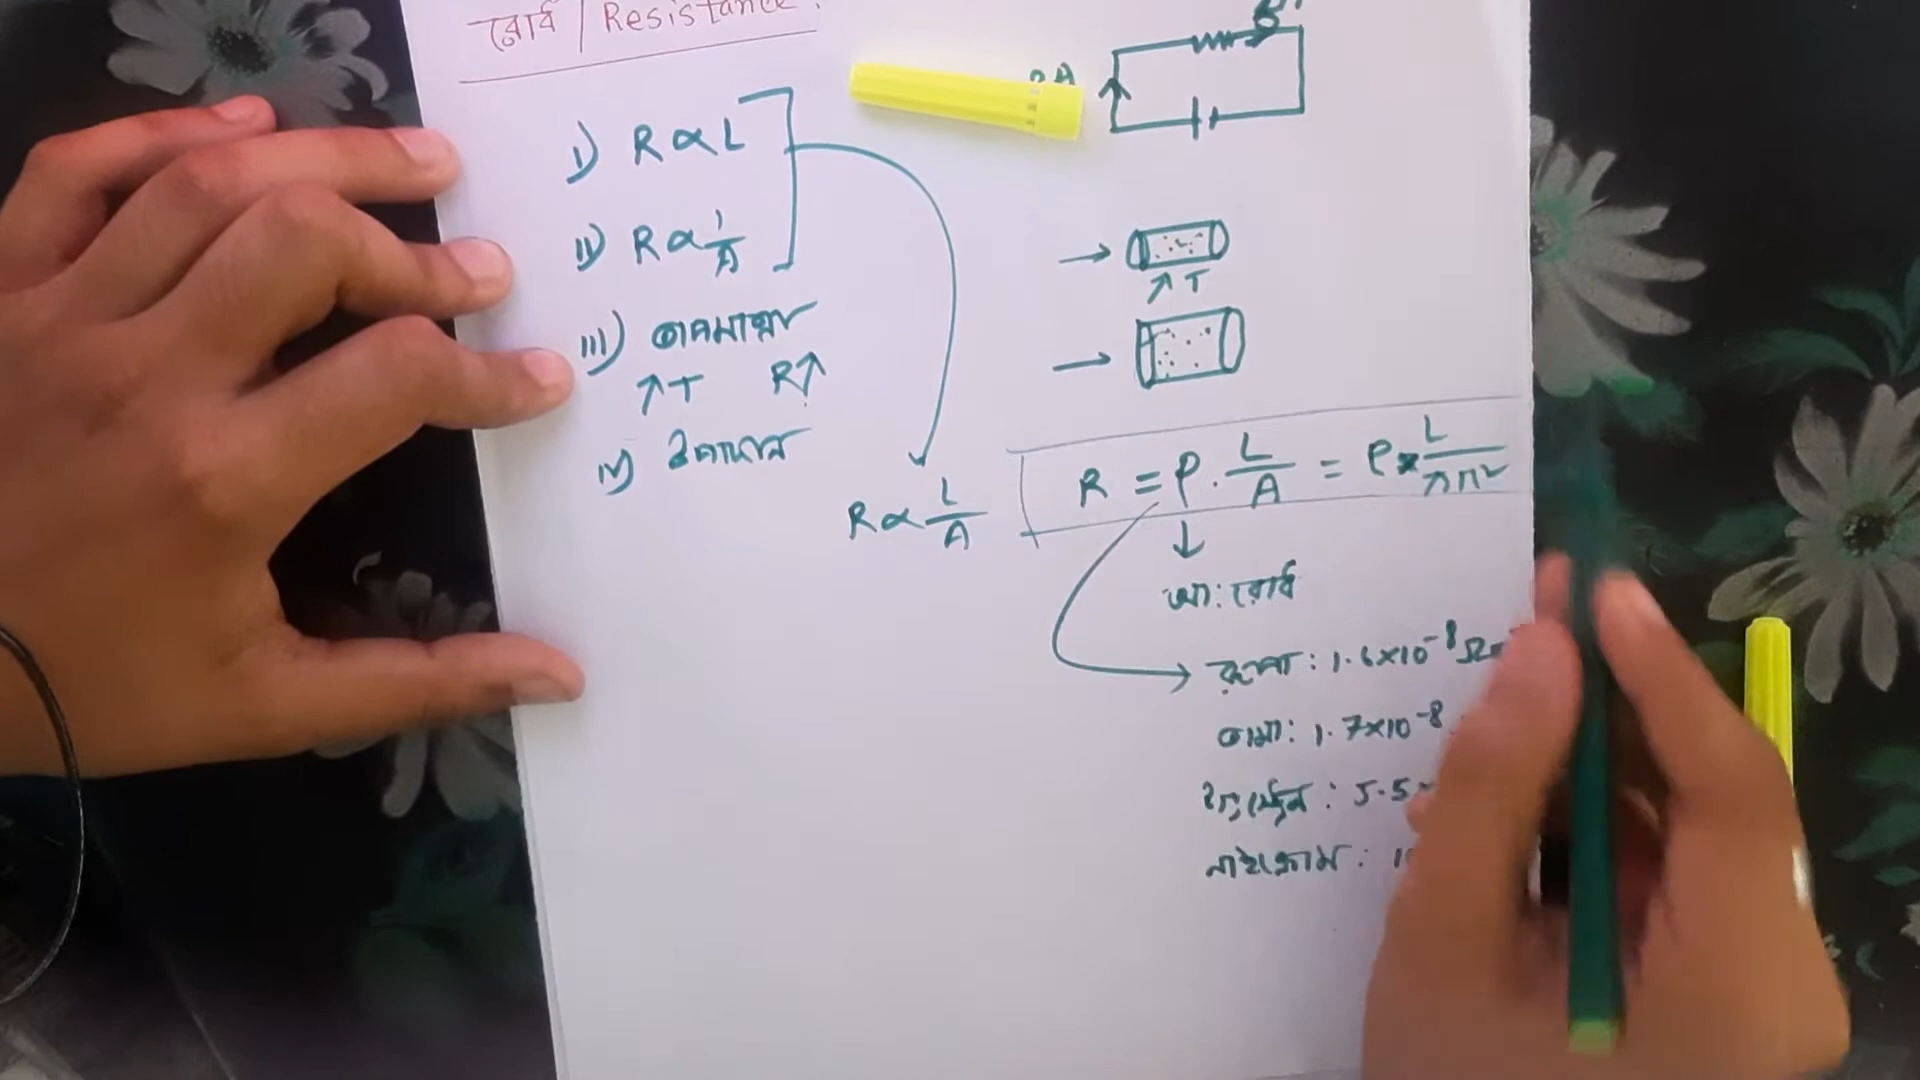 রোধ / Resistance :
i) R ∝ L
ii) R ∝ 1/A
iii) তাপমাত্রা
↑T R↑
iv) উপাদান
R ∝ L/A
↑ T
R = ρ . L/A = ρ × L/πr²
আ: রোধ
রূপা : 1.6×10⁻⁸ Ω
তামা : 1.7×10⁻⁸
টাংস্টেন : 5.5
নাইক্রোম :